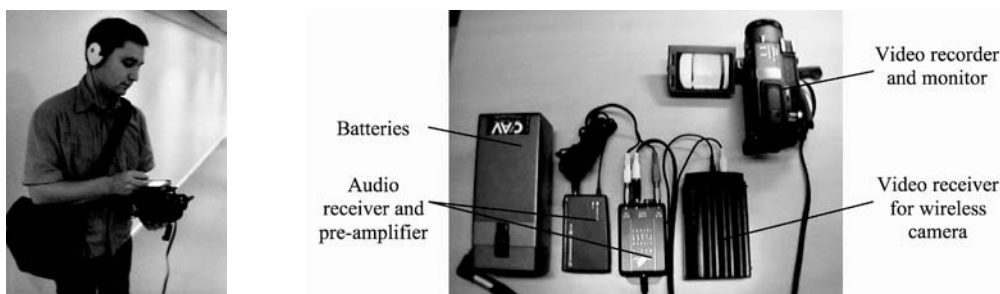 Batteries
Audio
receiver and
pre-amplifier
CAV
Video recorder
and monitor
Video receiver
for wireless
camera